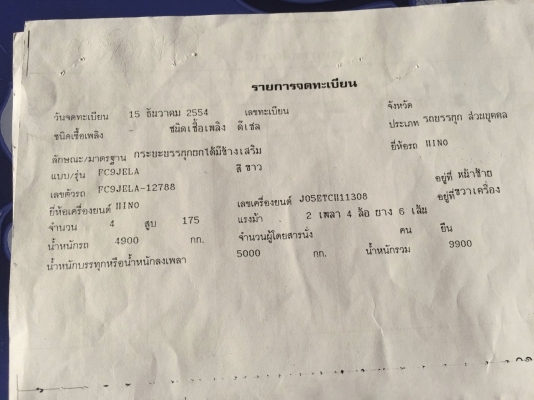 รายการจดทะเบียน
วันจดทะเบียน 15 ธันวาคม 2554 เลขทะเบียน จังหวัด
ชนิดเชื้อเพลิง - ชนิดเชื้อเพลิง ดีเซล ประเภท รถบรรทุก ส่วนบุคคล
ลักษณะ/มาตรฐาน กระบะบรรทุกยกได้มีข้างเสริม ยี่ห้อรถ HINO
แบบ/รุ่น FC9JELA สี ขาว
เลขตัวรถ FC9JELA-12788 อยู่ที่ หน้าซ้าย
ยี่ห้อเครื่องยนต์ HINO เลขเครื่องยนต์ J05ETCH11308 อยู่ที่ ขวาเครื่อง
จำนวน 4 สูบ 175 แรงม้า 2 เพลา 4 ล้อ ยาง 6 เส้น
น้ำหนักรถ 4900 กก. จำนวนผู้โดยสารนั่ง คน ยืน
น้ำหนักบรรทุกหรือน้ำหนักลงเพลา 5000 กก. น้ำหนักรวม 9900